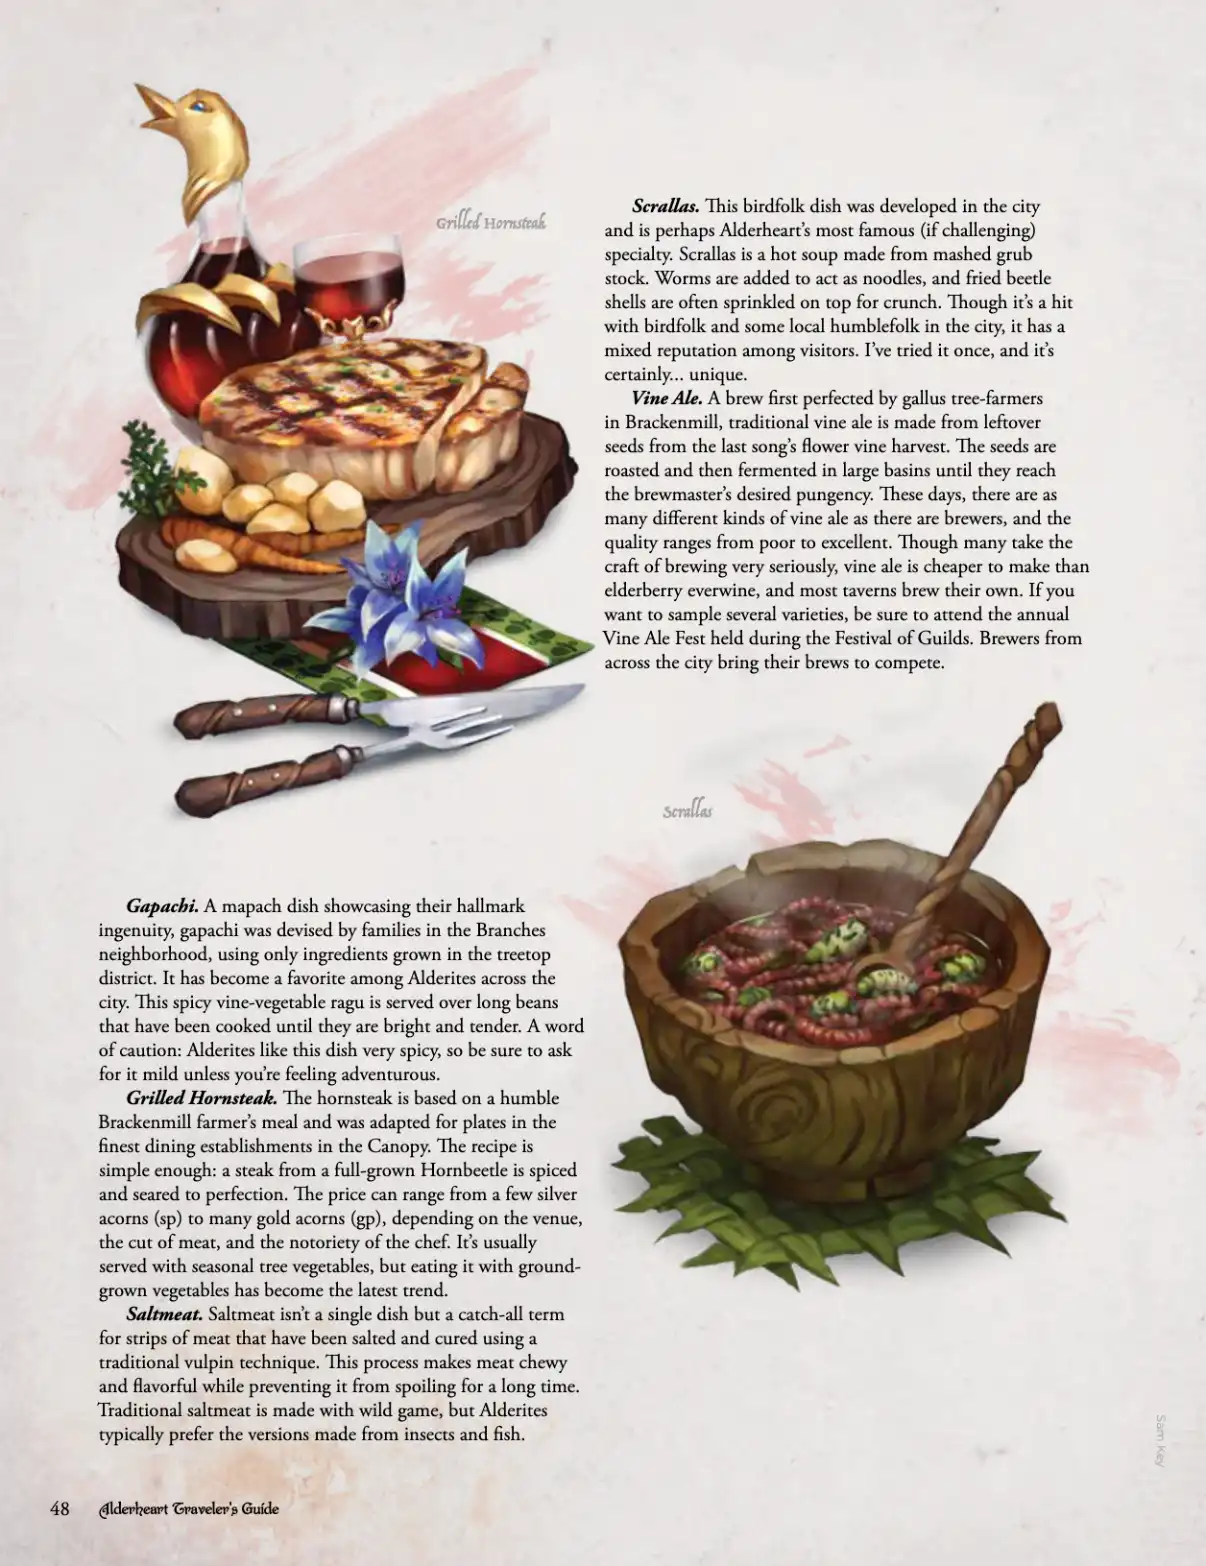 Grilled Hornsteak
Gapachi. A mapach dish showcasing their hallmark
ingenuity, gapachi was devised by families in the Branches
neighborhood, using only ingredients grown in the treetop
district. It has become a favorite among Alderites across the
city. This spicy vine-vegetable ragu is served over long beans
that have been cooked until they are bright and tender. A word
of caution: Alderites like this dish very spicy, so be sure to ask
for it mild unless you’re feeling adventurous.
Grilled Hornsteak. The hornsteak is based on a humble
Brackenmill farmer’s meal and was adapted for plates in the
finest dining establishments in the Canopy. The recipe is
simple enough: a steak from a full-grown Hornbeetle is spiced
and seared to perfection. The price can range from a few silver
acorns (sp) to many gold acorns (gp), depending on the venue,
the cut of meat, and the notoriety of the chef. It’s usually
served with seasonal tree vegetables, but eating it with ground-
grown vegetables has become the latest trend.
Saltmeat. Saltmeat isn’t a single dish but a catch-all term
for strips of meat that have been salted and cured using a
traditional vulpin technique. This process makes meat chewy
and flavorful while preventing it from spoiling for a long time.
Traditional saltmeat is made with wild game, but Alderites
typically prefer the versions made from insects and fish.
Scrallas. This birdfolk dish was developed in the city
and is perhaps Alderheart’s most famous (if challenging)
specialty. Scrallas is a hot soup made from mashed grub
stock. Worms are added to act as noodles, and fried beetle
shells are often sprinkled on top for crunch. Though it’s a hit
with birdfolk and some local humblefolk in the city, it has a
mixed reputation among visitors. I’ve tried it once, and it’s
certainly... unique.
Vine Ale. A brew first perfected by gallus tree-farmers
in Brackenmill, traditional vine ale is made from leftover
seeds from the last song’s flower vine harvest. The seeds are
roasted and then fermented in large basins until they reach
the brewmaster’s desired pungency. These days, there are as
many different kinds of vine ale as there are brewers, and the
quality ranges from poor to excellent. Though many take the
craft of brewing very seriously, vine ale is cheaper to make than
elderberry everwine, and most taverns brew their own. If you
want to sample several varieties, be sure to attend the annual
Vine Ale Fest held during the Festival of Guilds. Brewers from
across the city bring their brews to compete.
Scrallas
Sam Key
48 Alderheart Traveler’s Guide